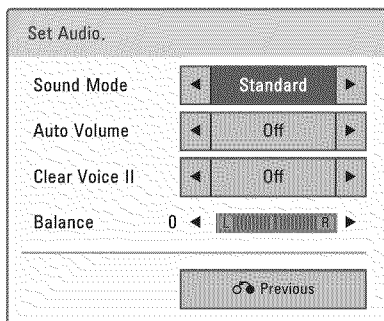 Set Audio.
Sound Mode ◄ Standard ►
Auto Volume ◄ Off ►
Clear Voice II ◄ Off ►
Balance 0 ◄ L R ►
Previous